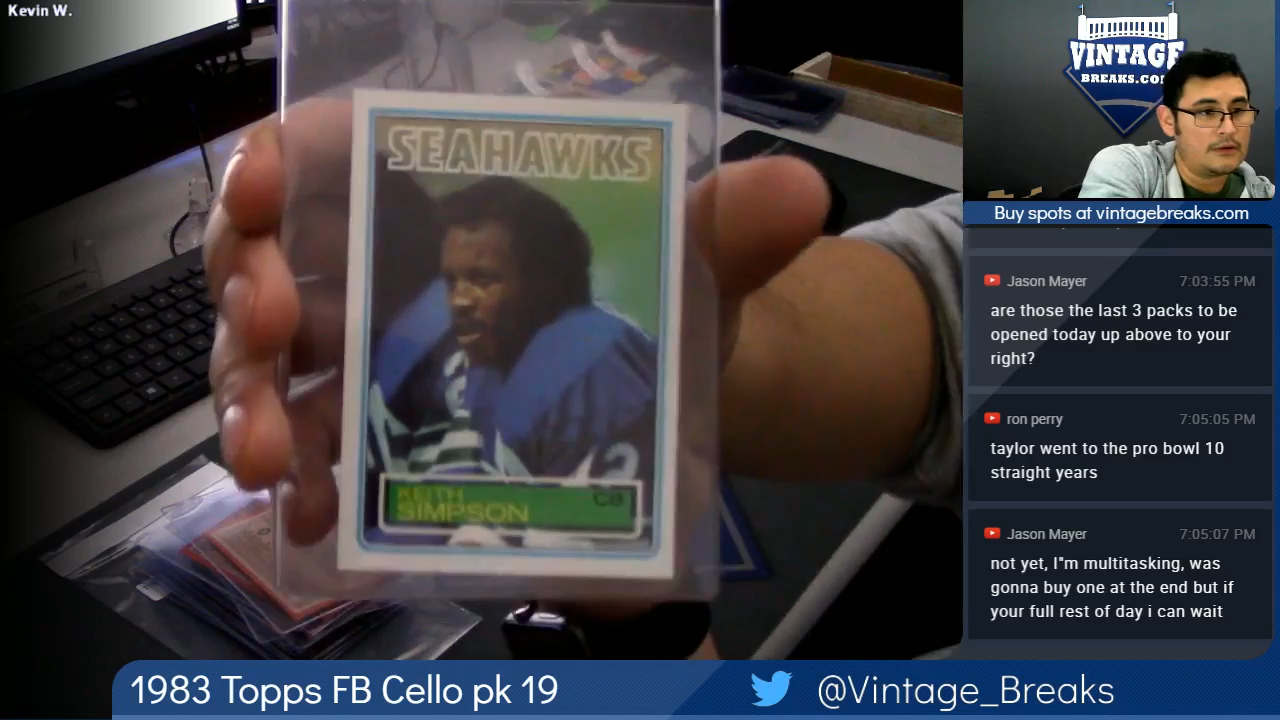 Kevin W.
SEAHAWKS
KEITH
SIMPSON
CB
VINTAGE
BREAKS.CO
Buy spots at vintagebreaks.com
Jason Mayer 7:03:55 PM
are those the last 3 packs to be
opened today up above to your
right?
ron perry 7:05:05 PM
taylor went to the pro bowl 10
straight years
Jason Mayer 7:05:07 PM
not yet, I"m multitasking, was
gonna buy one at the end but if
your full rest of day i can wait
1983 Topps FB Cello pk 19
@Vintage_Breaks